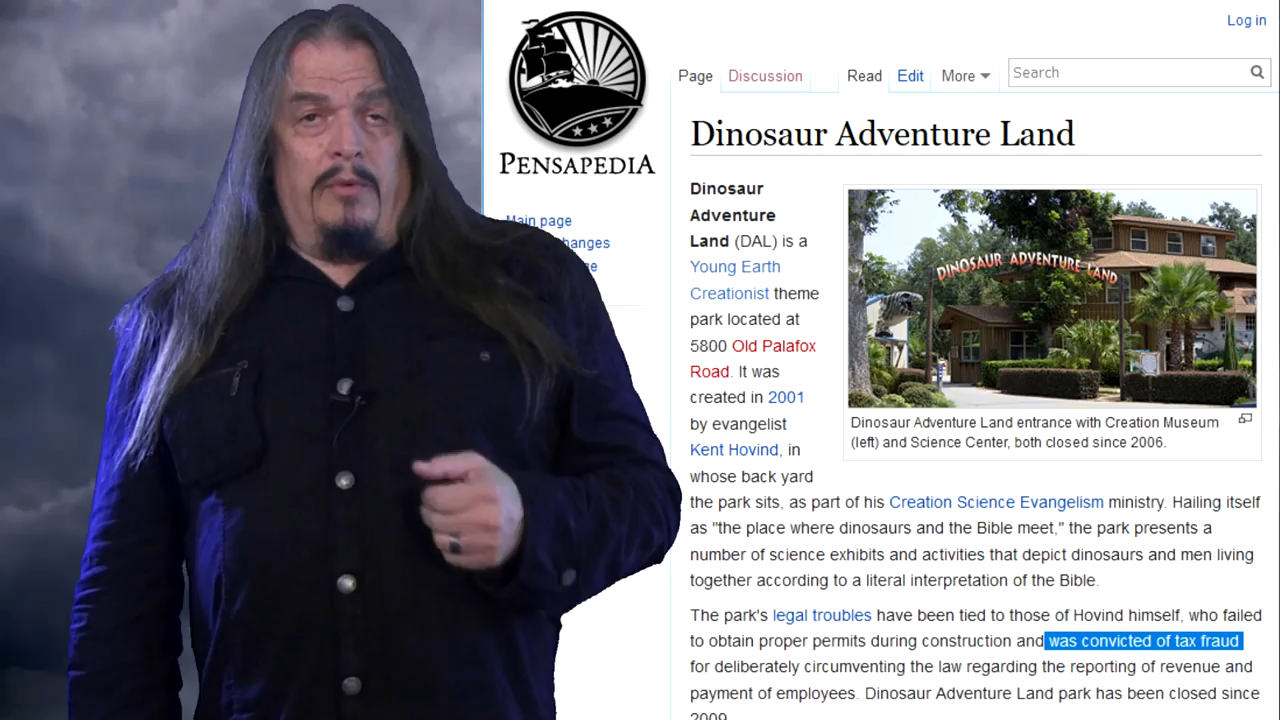 PENSAPEDIA
Main page
hanges
ge
Log in
Page Discussion Read Edit More Search
Dinosaur Adventure Land
DINOSAUR ADVENTURE LAND
Dinosaur Adventure Land entrance with Creation Museum
(left) and Science Center, both closed since 2006.
Dinosaur
Adventure
Land (DAL) is a
Young Earth
Creationist theme
park located at
5800 Old Palafox
Road. It was
created in 2001
by evangelist
Kent Hovind, in
whose back yard
the park sits, as part of his Creation Science Evangelism ministry. Hailing itself
as "the place where dinosaurs and the Bible meet," the park presents a
number of science exhibits and activities that depict dinosaurs and men living
together according to a literal interpretation of the Bible.
The park's legal troubles have been tied to those of Hovind himself, who failed
to obtain proper permits during construction and was convicted of tax fraud
for deliberately circumventing the law regarding the reporting of revenue and
payment of employees. Dinosaur Adventure Land park has been closed since
2009